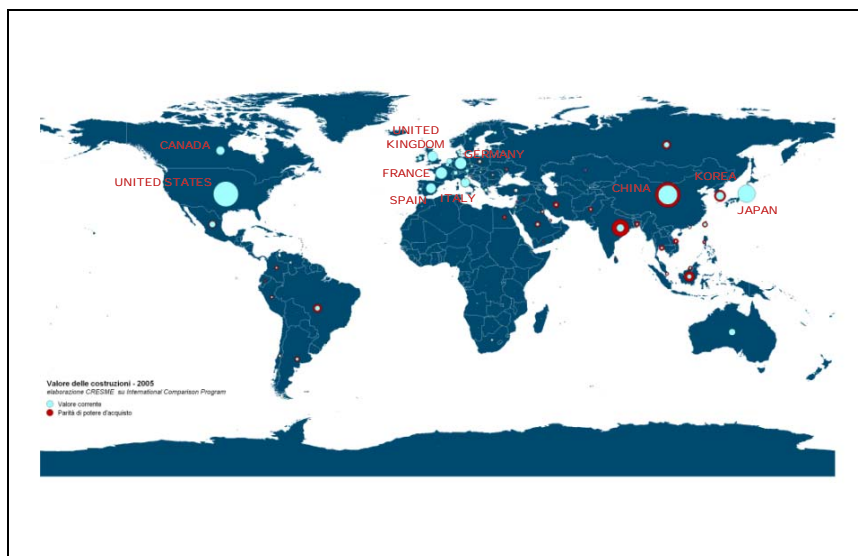 UNITED
KINGDOM
CANADA
GERMANY
FRANCE
KOREA
UNITED STATES
CHINA
SPAIN
ITALY
JAPAN
Valore delle costruzioni - 2005
elaborazione CRESME su International Comparison Program
Valore corrente
Parità di potere d'acquisto